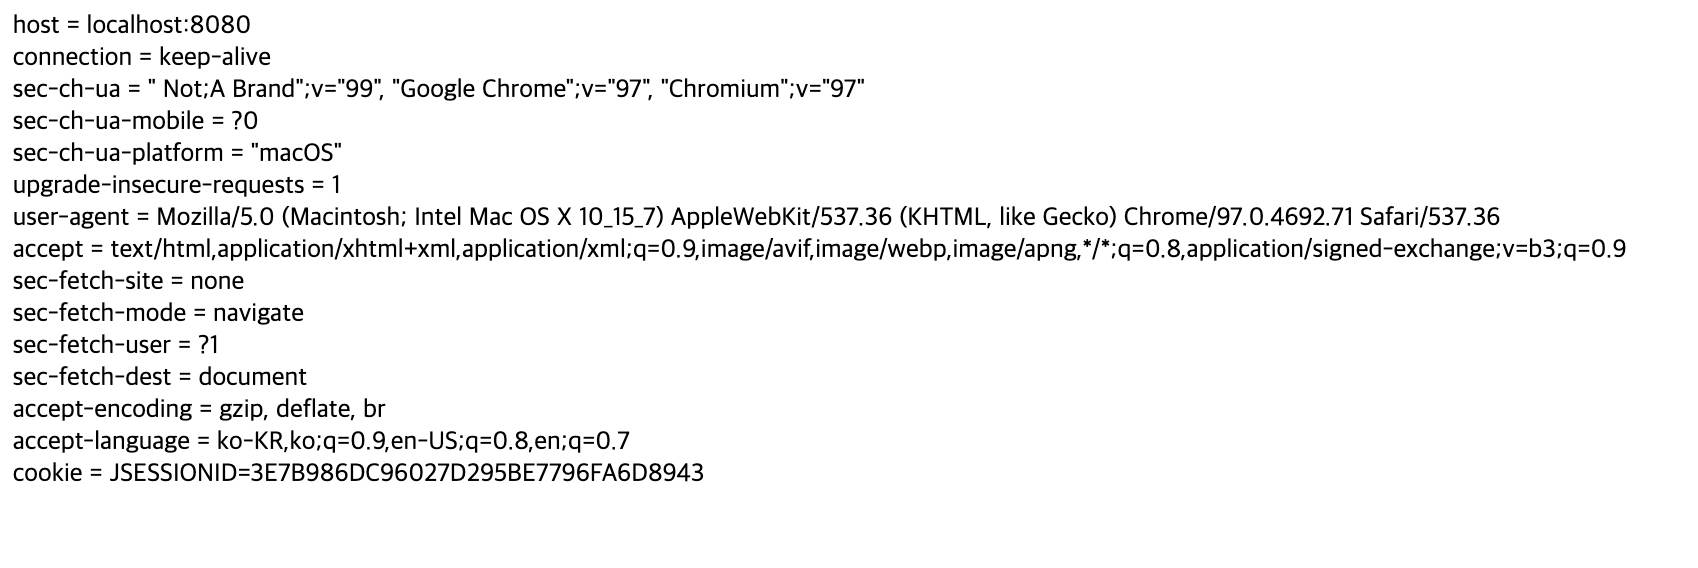 host = localhost:8080
connection = keep-alive
sec-ch-ua = " Not;A Brand";v="99", "Google Chrome";v="97", "Chromium";v="97"
sec-ch-ua-mobile = ?0
sec-ch-ua-platform = "macOS"
upgrade-insecure-requests = 1
user-agent = Mozilla/5.0 (Macintosh; Intel Mac OS X 10_15_7) AppleWebKit/537.36 (KHTML, like Gecko) Chrome/97.0.4692.71 Safari/537.36
accept = text/html,application/xhtml+xml,application/xml;q=0.9,image/avif,image/webp,image/apng,*/*;q=0.8,application/signed-exchange;v=b3;q=0.9
sec-fetch-site = none
sec-fetch-mode = navigate
sec-fetch-user = ?1
sec-fetch-dest = document
accept-encoding = gzip, deflate, br
accept-language = ko-KR,ko;q=0.9,en-US;q=0.8,en;q=0.7
cookie = JSESSIONID=3E7B986DC96027D295BE7796FA6D8943